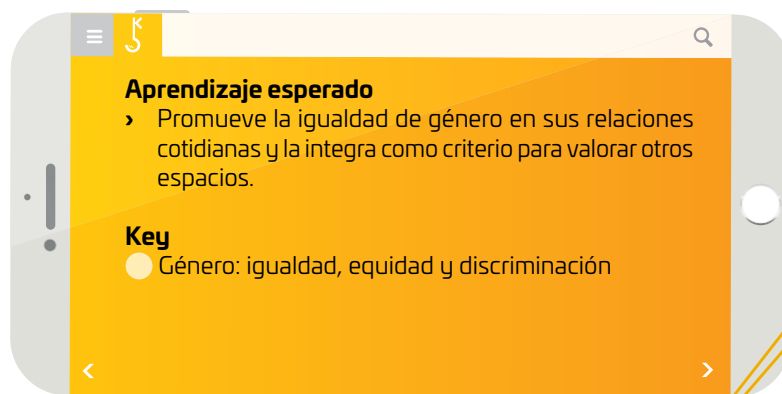 Aprendizaje esperado
› Promueve la igualdad de género en sus relaciones
cotidianas y la integra como criterio para valorar otros
espacios.
Key
Género: igualdad, equidad y discriminación